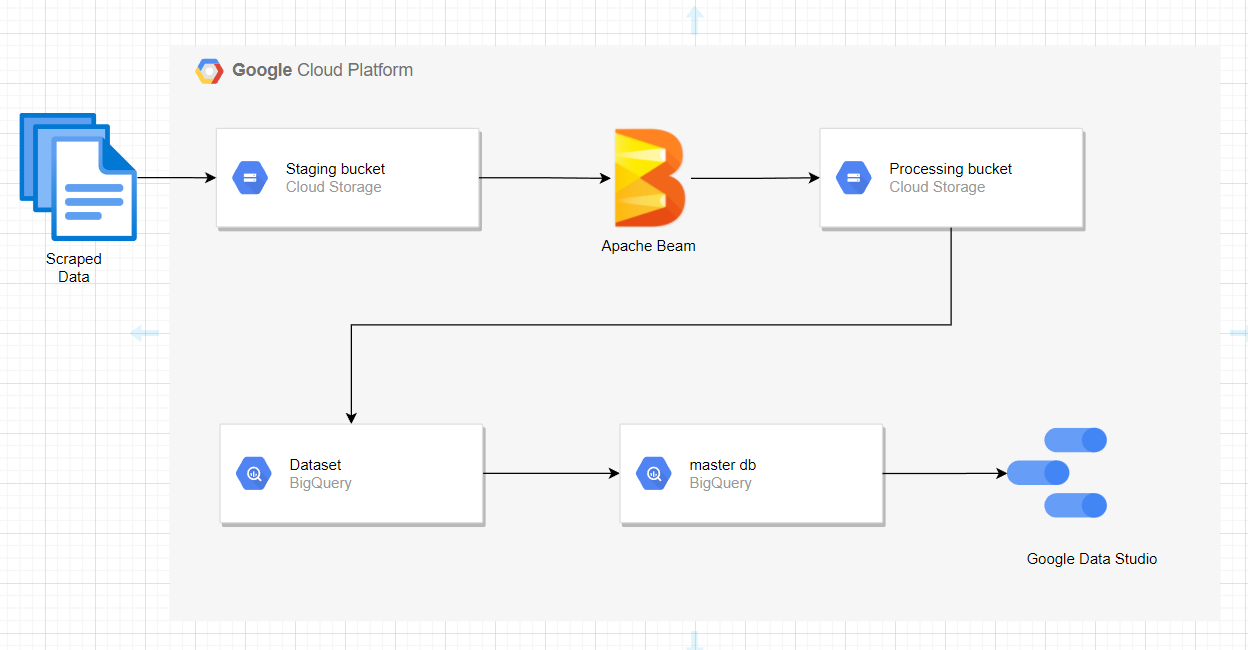 Google Cloud Platform
Staging bucket
Cloud Storage
Processing bucket
Cloud Storage
Apache Beam
Scraped
Data
Dataset
BigQuery
master db
BigQuery
Google Data Studio